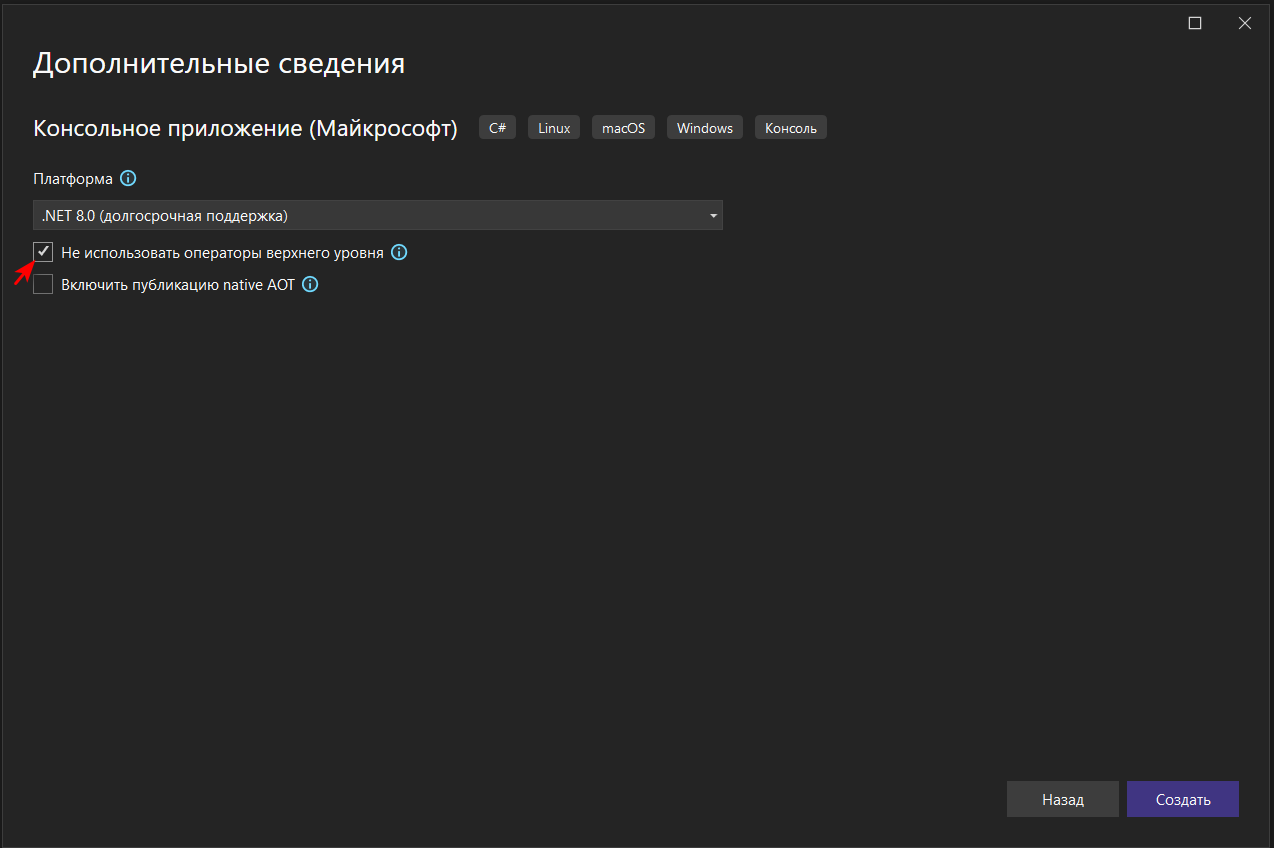 Дополнительные сведения
Консольное приложение (Майкрософт) C# Linux macOS Windows Консоль
Платформа
.NET 8.0 (долгосрочная поддержка)
Не использовать операторы верхнего уровня
Включить публикацию native AOT
Назад Создать